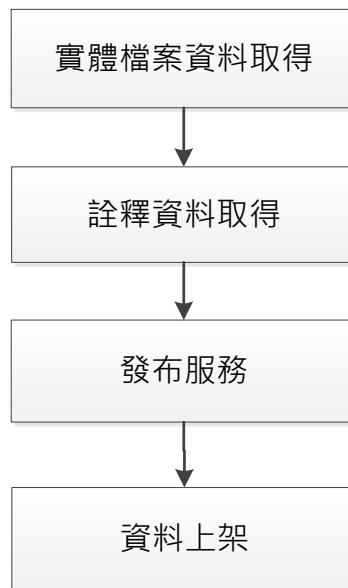 實體檔案資料取得
詮釋資料取得
發布服務
資料上架